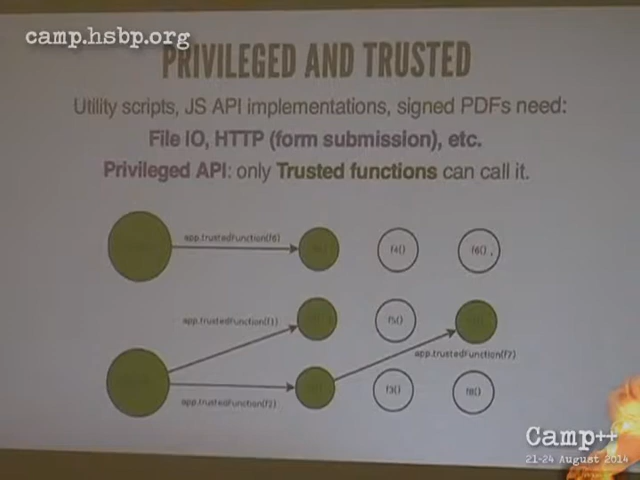 camp.hsbp.org
PRIVILEGED AND TRUSTED
Utility scripts, JS API implementations, signed PDFs need:
File IO, HTTP (form submission), etc.
Privileged API: only Trusted functions can call it.
app.trustedFunction(f6)
f4()
f6()
app.trustedFunction(f1)
f5()
app.trustedFunction(f7)
app.trustedFunction(f2)
f3()
f8()
Camp++
21-24 August 2014